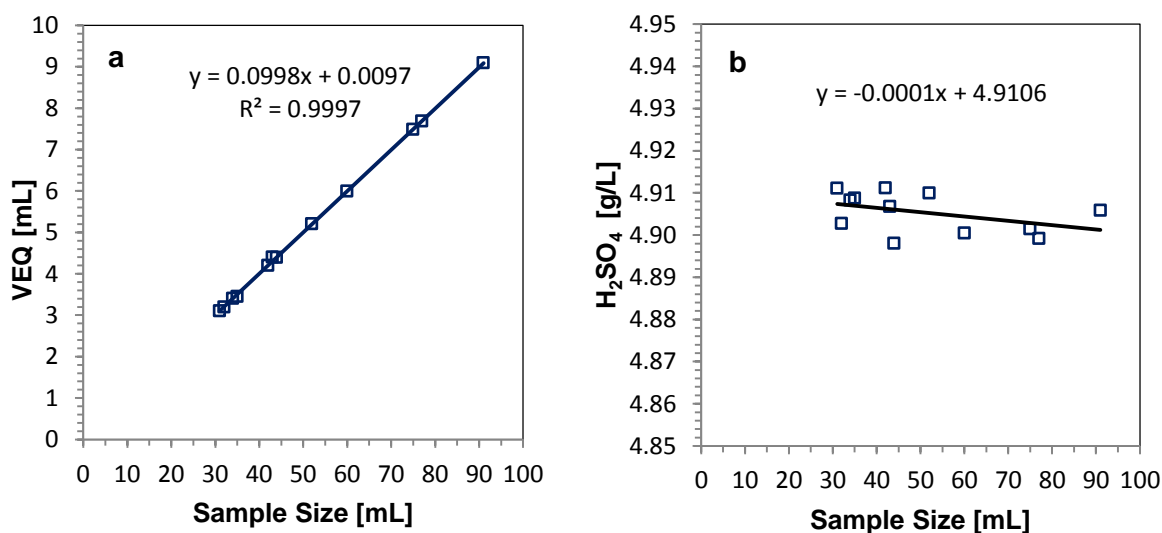 a
y = 0.0998x + 0.0097
R² = 0.9997
VEQ [mL]
10
9
8
7
6
5
4
3
2
1
0
0 10 20 30 40 50 60 70 80 90 100
Sample Size [mL]
b
y = -0.0001x + 4.9106
H₂SO₄ [g/L]
4.95
4.94
4.93
4.92
4.91
4.90
4.89
4.88
4.87
4.86
4.85
0 10 20 30 40 50 60 70 80 90 100
Sample Size [mL]